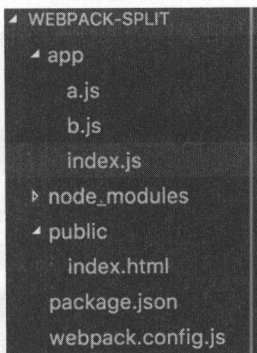 WEBPACK-SPLIT
app
a.js
b.js
index.js
node_modules
public
index.html
package.json
webpack.config.js